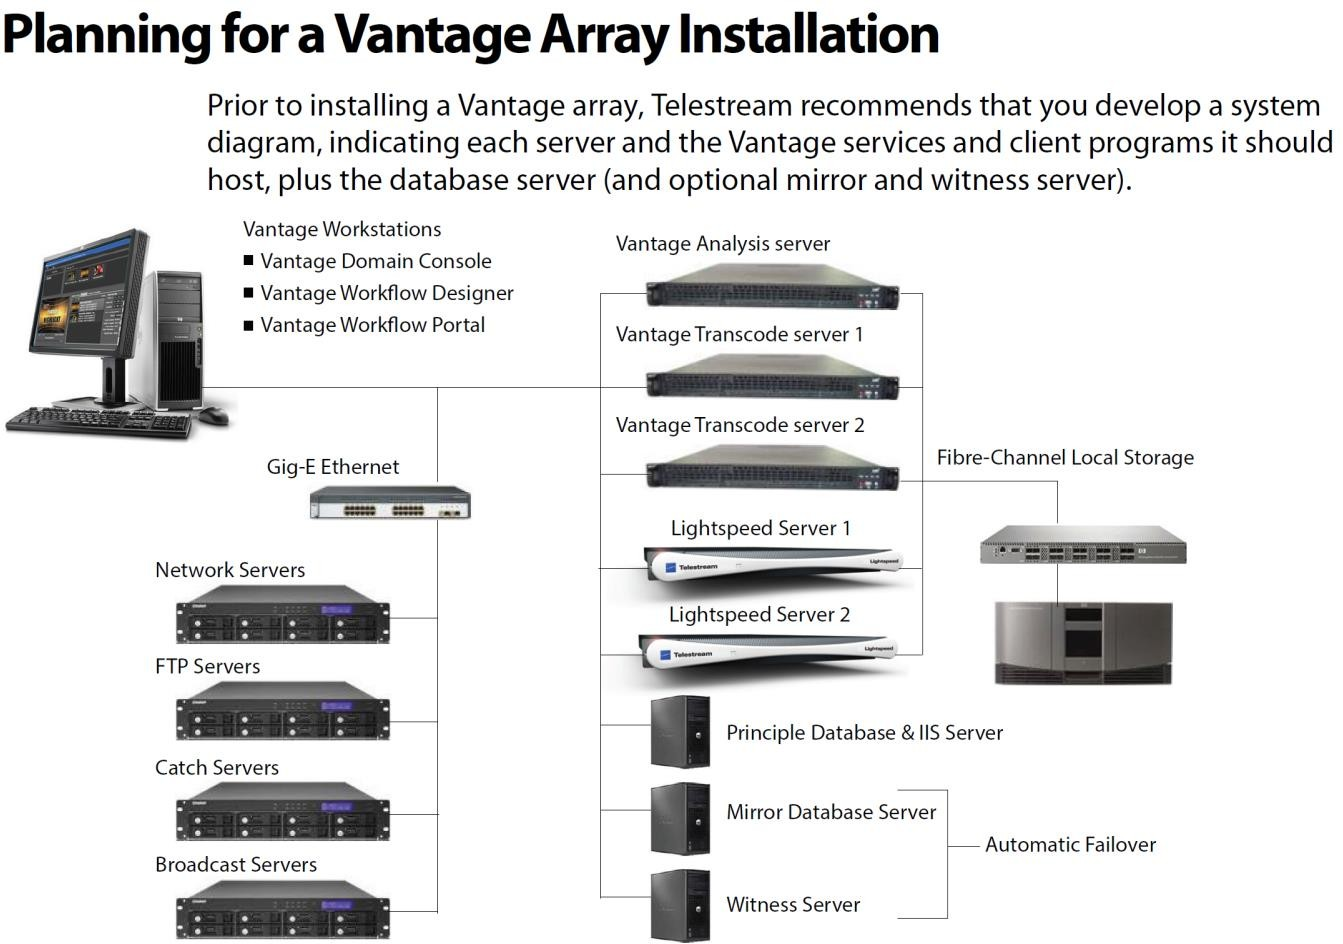 Planning for a Vantage Array Installation
Prior to installing a Vantage array, Telestream recommends that you develop a system
diagram, indicating each server and the Vantage services and client programs it should
host, plus the database server (and optional mirror and witness server).
Vantage Workstations
■ Vantage Domain Console
■ Vantage Workflow Designer
■ Vantage Workflow Portal
Gig-E Ethernet
Network Servers
FTP Servers
Catch Servers
Broadcast Servers
Vantage Analysis server
Vantage Transcode server 1
Vantage Transcode server 2
Lightspeed Server 1
Telestream
Lightspeed
Lightspeed Server 2
Telestream
Lightspeed
Principle Database & IIS Server
Mirror Database Server
Witness Server
Automatic Failover
Fibre-Channel Local Storage